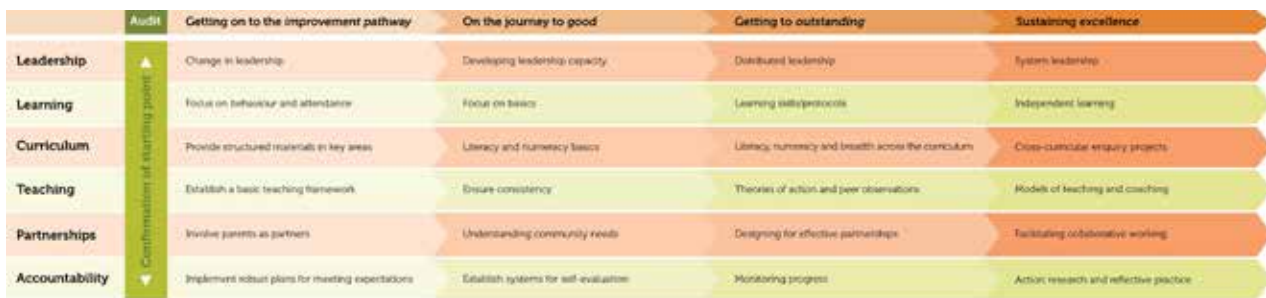 Audit Getting on to the improvement pathway On the journey to good Getting to outstanding Sustaining excellence
Confirmation of starting point
Leadership Change in leadership Developing leadership capacity Distributed leadership System leadership
Learning Focus on behaviour and attendance Focus on basics Learning skills/protocols Independent learning
Curriculum Provide structured materials in key areas Literacy and numeracy basics Literacy, numeracy and breadth across the curriculum Cross-curricular enquiry projects
Teaching Establish a basic teaching framework Ensure consistency Theories of action and peer observations Models of teaching and coaching
Partnerships Involve parents as partners Understanding community needs Designing for effective partnerships Facilitating collaborative working
Accountability Implement robust plans for meeting expectations Establish systems for self-evaluation Monitoring progress Action research and reflective practice